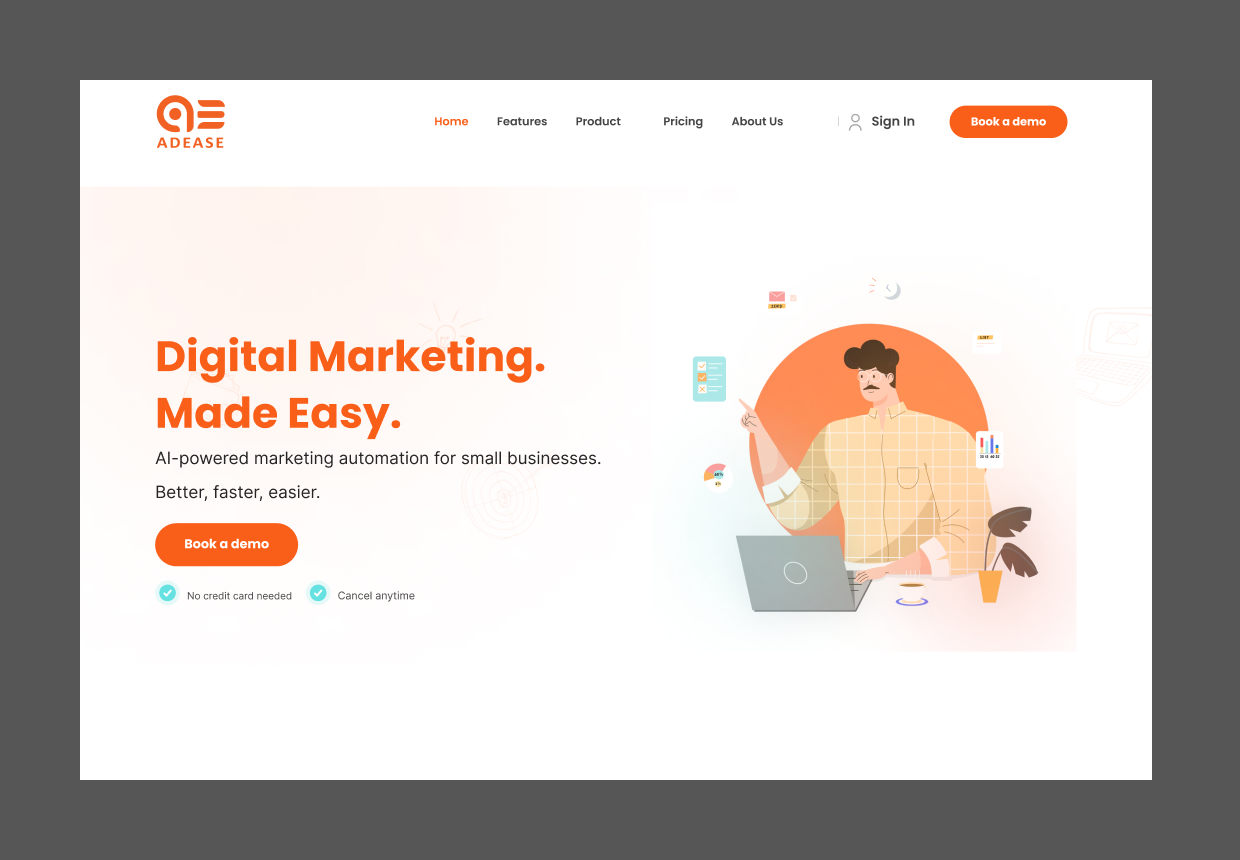 ADEASE
Home Features Product Pricing About Us Sign In Book a demo
Digital Marketing.
Made Easy.
AI-powered marketing automation for small businesses.
Better, faster, easier.
Book a demo
No credit card needed Cancel anytime